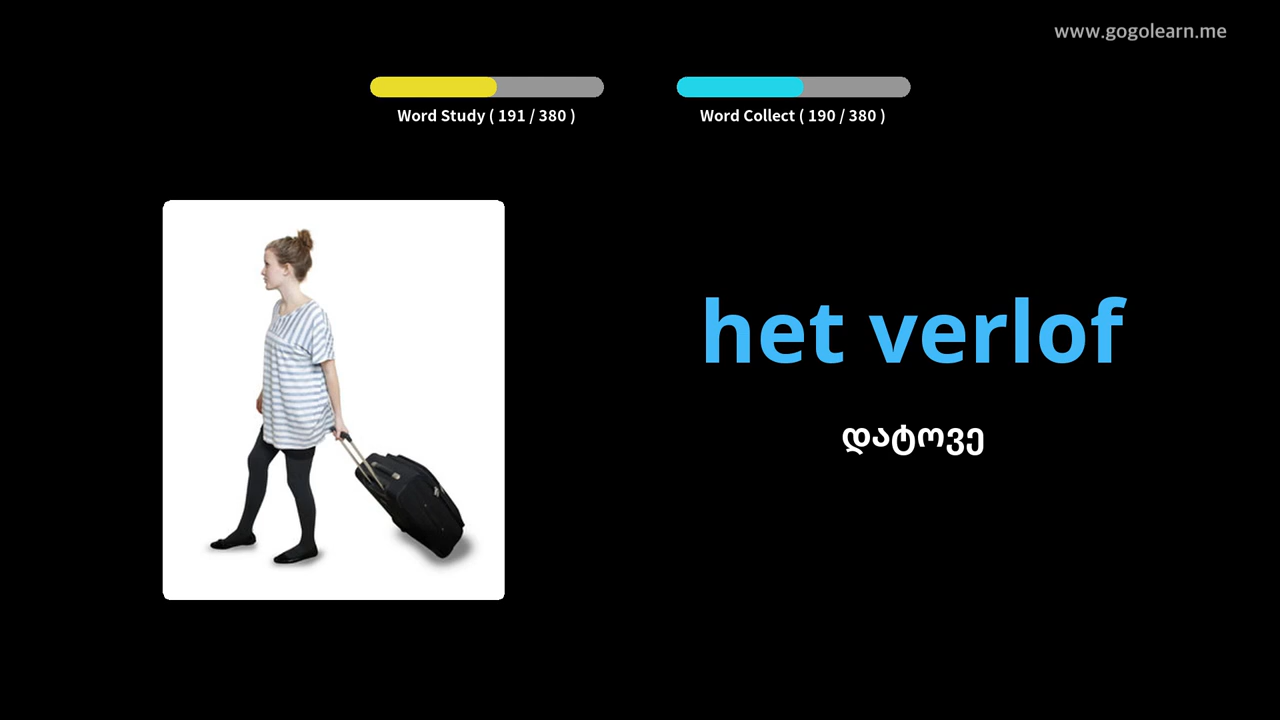 www.gogolearn.me
Word Study ( 191 / 380 )
Word Collect ( 190 / 380 )
het verlof
დატოვე